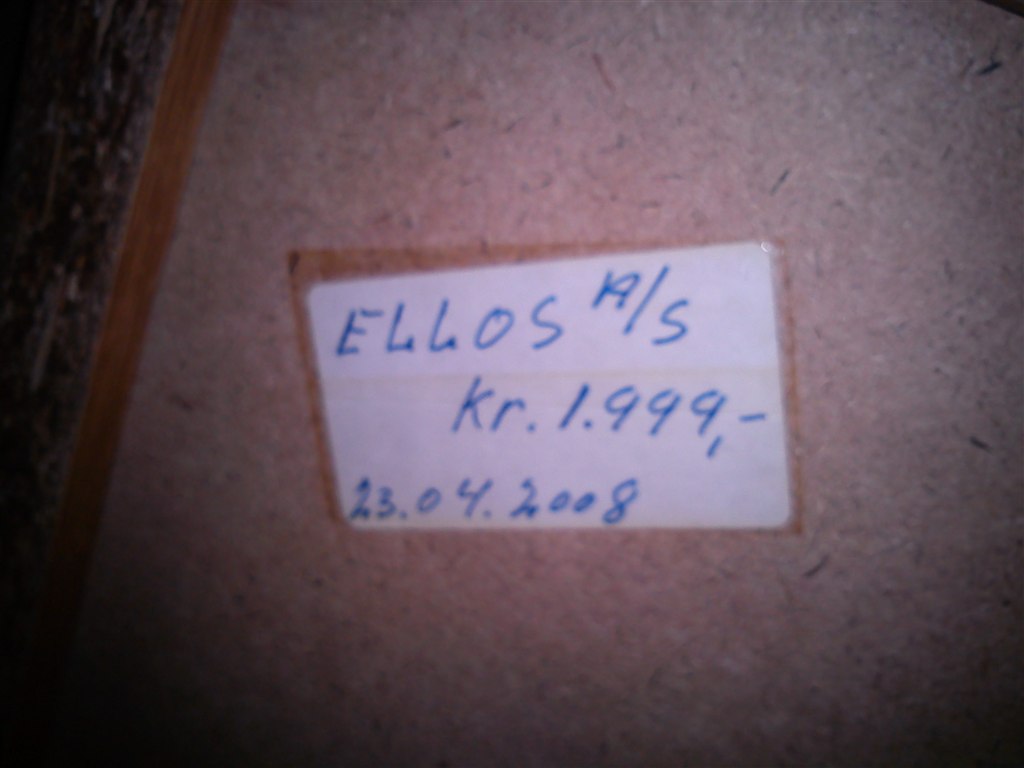 ELLOS A/S
Kr. 1.999,-
23.04.2008